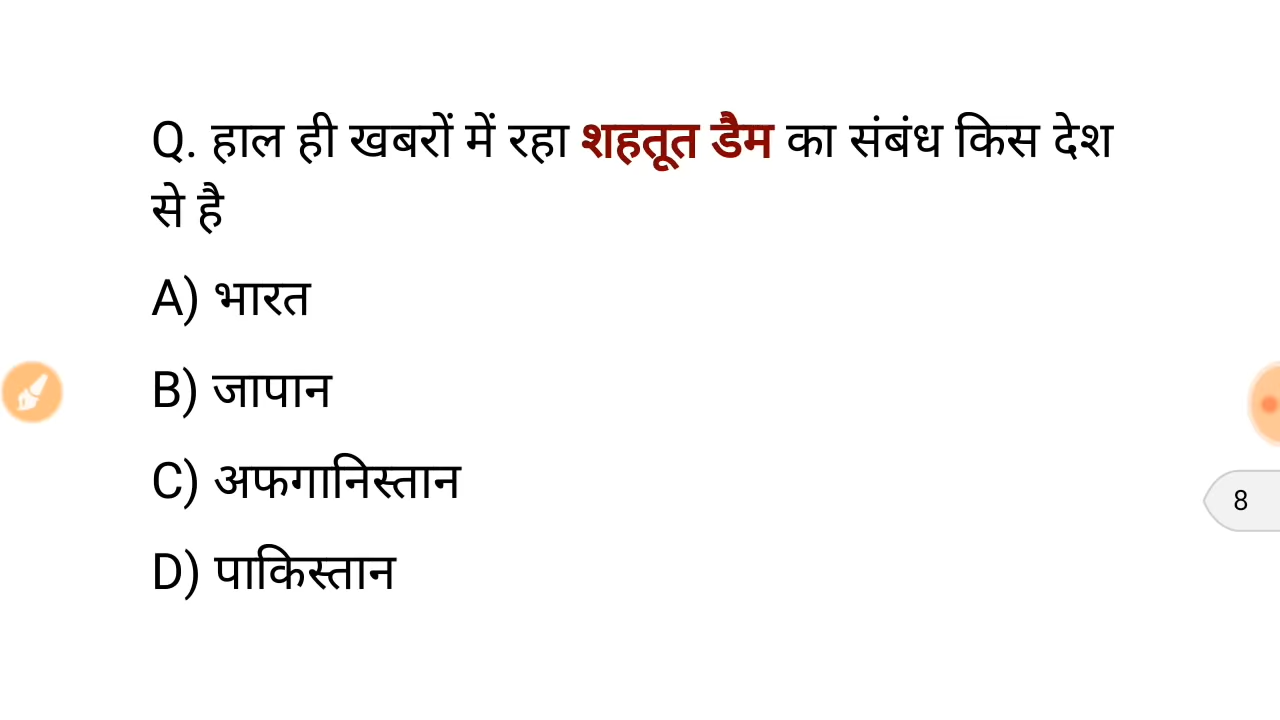 Q. हाल ही खबरों में रहा शहतूत डैम का संबंध किस देश
से है
A) भारत
B) जापान
C) अफगानिस्तान
D) पाकिस्तान
8